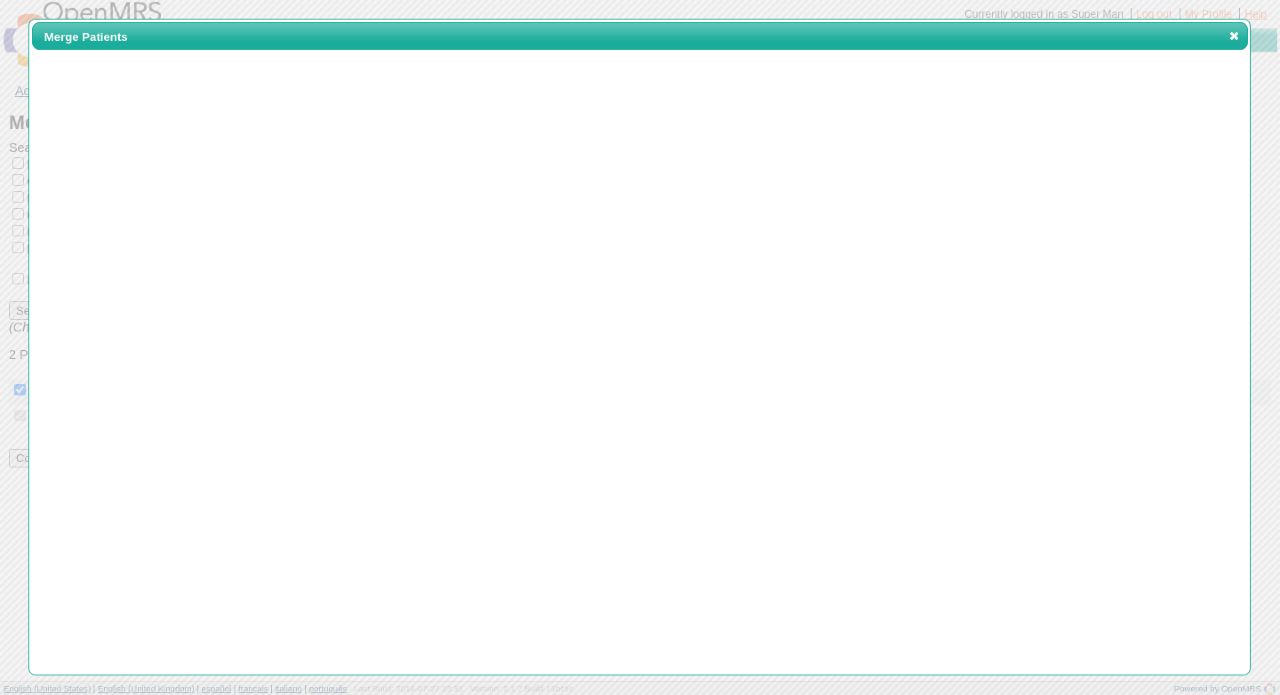 OpenMRS
Currently logged in as Super Man | Log out | My Profile | Help
Merge Patients
✖
2 P
English (United States) | English (United Kingdom) | español | français | italiano | português
Powered by OpenMRS